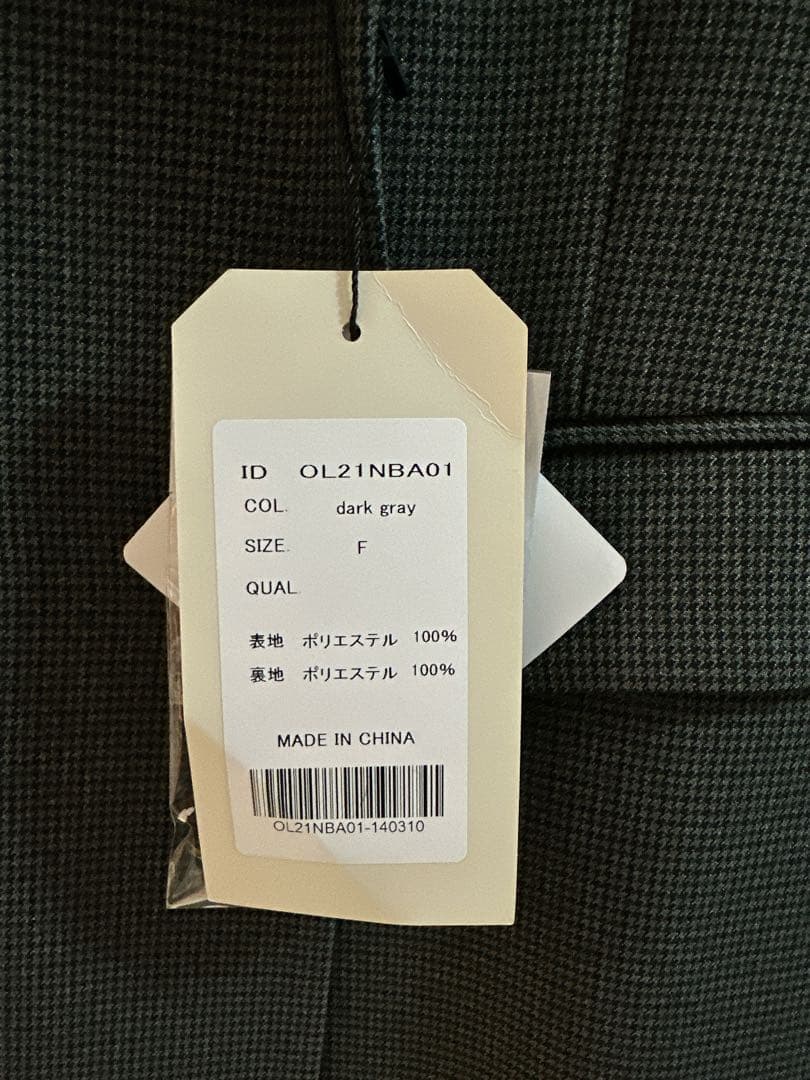 ID OL21NBA01
COL. dark gray
SIZE. F
QUAL.
表地 ポリエステル 100%
裏地 ポリエステル 100%
MADE IN CHINA
OL21NBA01-140310